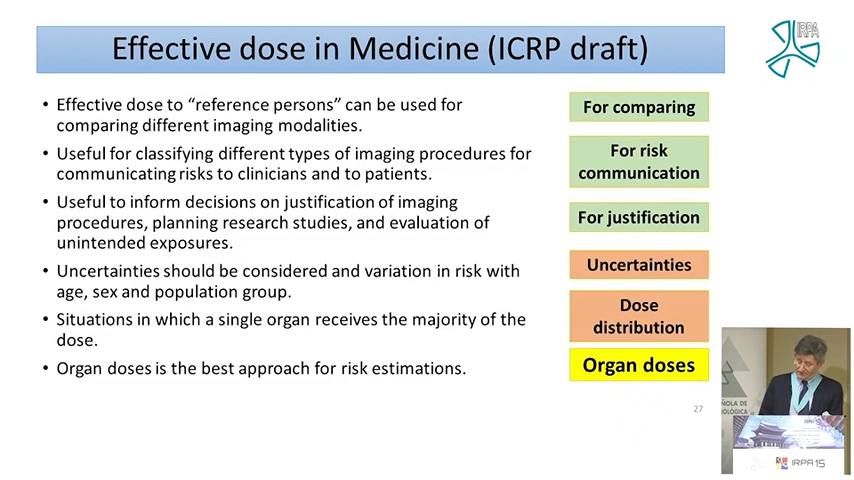 Effective dose in Medicine (ICRP draft)
IRPA
• Effective dose to “reference persons” can be used for
comparing different imaging modalities.
• Useful for classifying different types of imaging procedures for
communicating risks to clinicians and to patients.
• Useful to inform decisions on justification of imaging
procedures, planning research studies, and evaluation of
unintended exposures.
• Uncertainties should be considered and variation in risk with
age, sex and population group.
• Situations in which a single organ receives the majority of the
dose.
• Organ doses is the best approach for risk estimations.
For comparing
For risk
communication
For justification
Uncertainties
Dose
distribution
Organ doses
27
ÑOLA DE
OLÓGICA
IRPA15